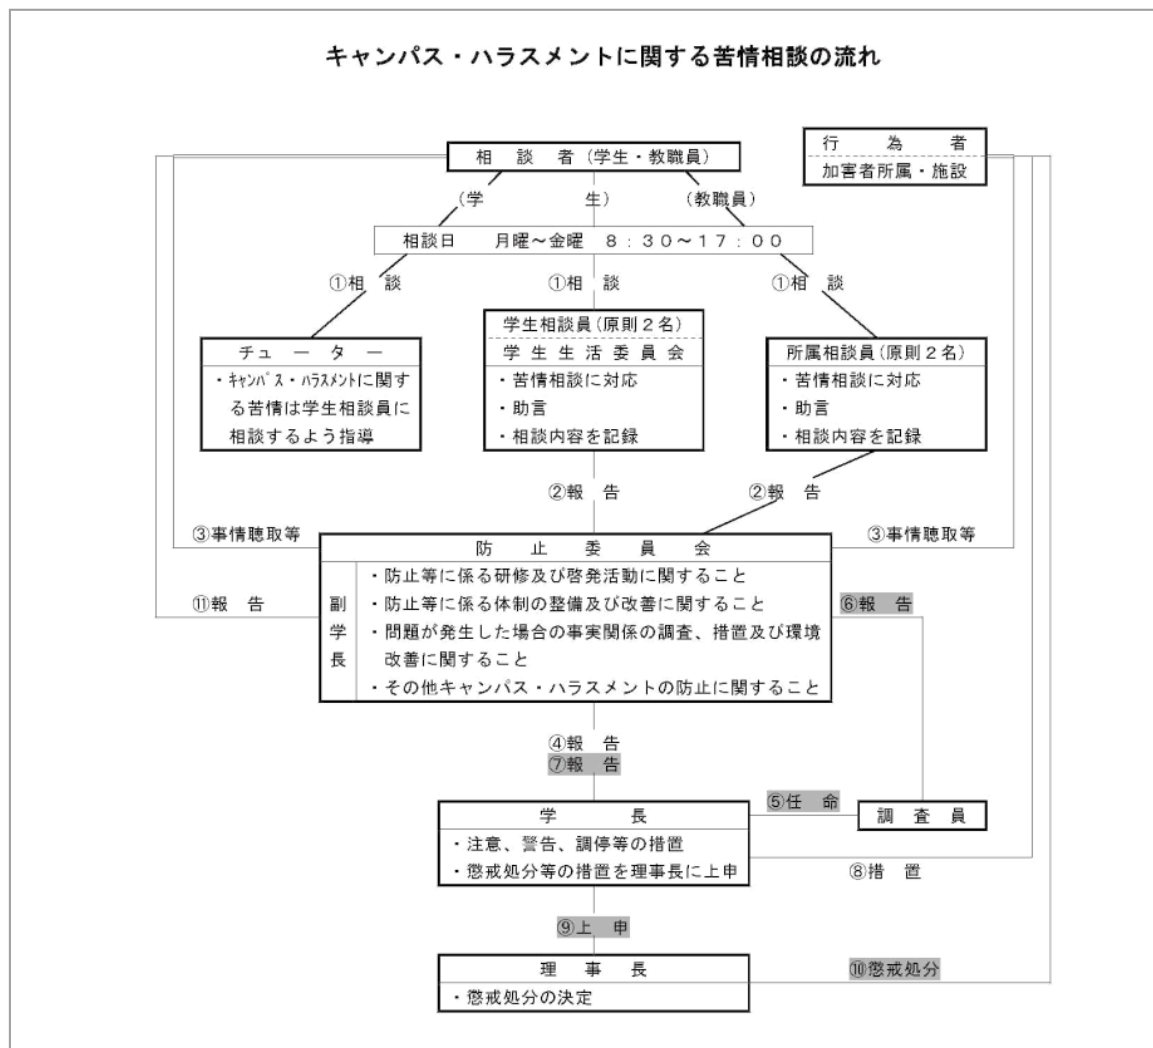 キャンパス・ハラスメントに関する苦情相談の流れ
相 談 者 (学生・教職員)
行 為 者
加害者所属・施設
(学 生) (教職員)
相談日 月曜～金曜 8:30～17:00
①相 談 ①相 談 ①相 談
チュ ー タ ー
・キャンパス・ハラスメントに関す
る苦情は学生相談員に
相談するよう指導
学生相談員(原則2名)
学生生活委員会
・苦情相談に対応
・助言
・相談内容を記録
所属相談員(原則2名)
・苦情相談に対応
・助言
・相談内容を記録
②報 告 ②報 告
③事情聴取等 ③事情聴取等
防 止 委 員 会
副学長
・防止等に係る研修及び啓発活動に関すること
・防止等に係る体制の整備及び改善に関すること
・問題が発生した場合の事実関係の調査、措置及び環境
改善に関すること
・その他キャンパス・ハラスメントの防止に関すること
⑪報 告
⑥報 告
④報 告
⑦報 告
⑤任 命
調 査 員
学 長
・注意、警告、調停等の措置
・懲戒処分等の措置を理事長に上申
⑧措 置
⑨上 申
理 事 長
・懲戒処分の決定
⑩懲戒処分